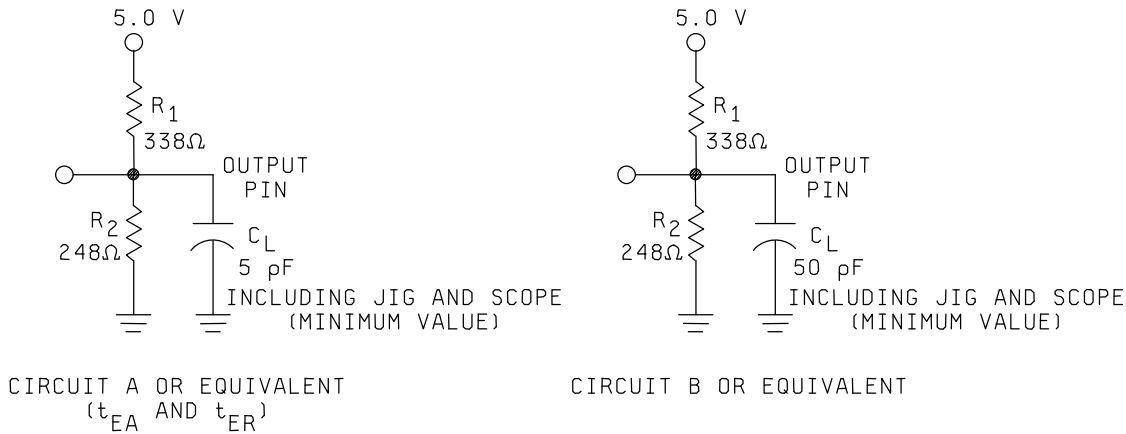 5.0 V
R1
338Ω
OUTPUT
PIN
R2
248Ω
CL
5 pF
INCLUDING JIG AND SCOPE
(MINIMUM VALUE)
CIRCUIT A OR EQUIVALENT
(tEA AND tER)
5.0 V
R1
338Ω
OUTPUT
PIN
R2
248Ω
CL
50 pF
INCLUDING JIG AND SCOPE
(MINIMUM VALUE)
CIRCUIT B OR EQUIVALENT